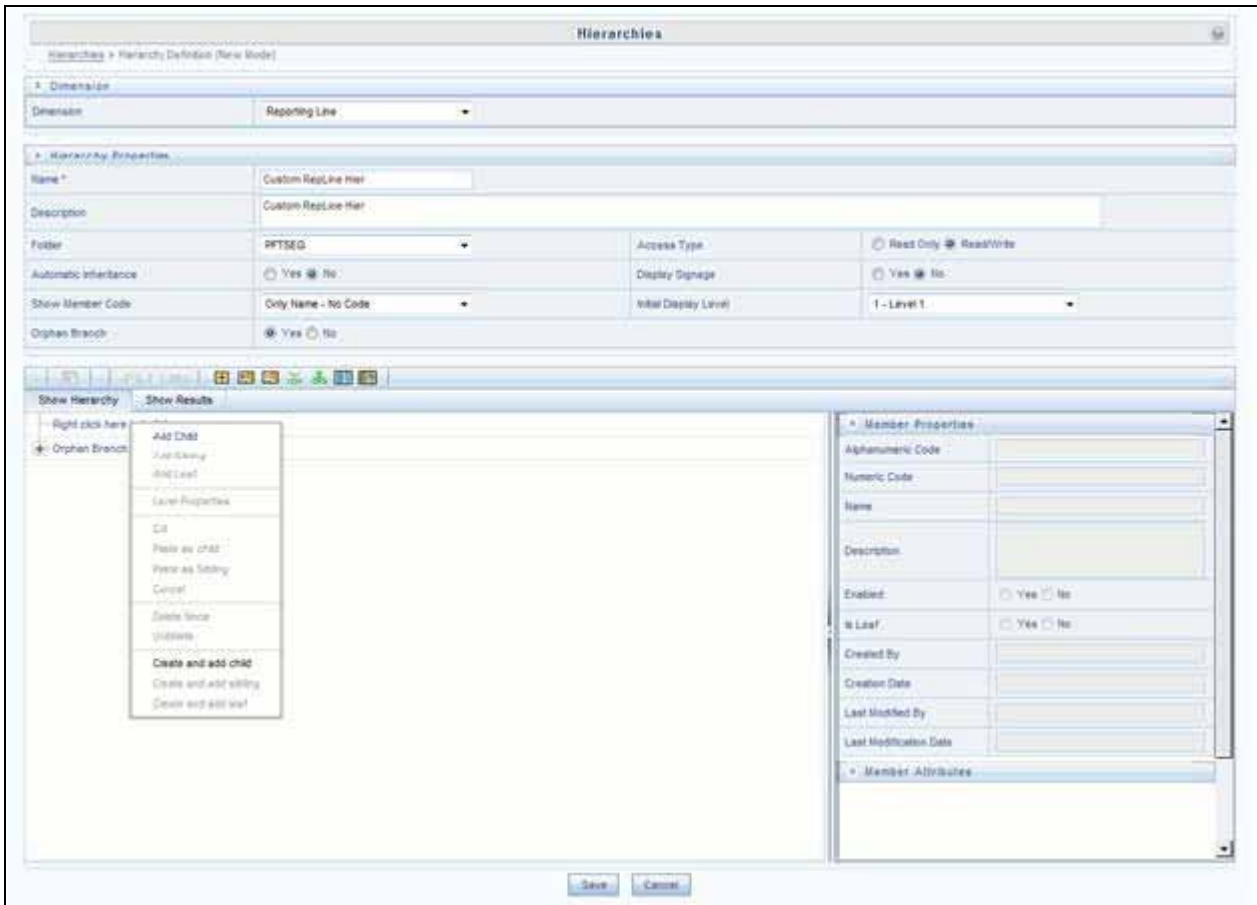 Hierarchies
Hierarchies > Hierarchy Definition (New Mode)
Dimension
Dimension Reporting Line
Hierarchy Properties
Name * Custom RepLine Hier
Description Custom RepLine Hier
Folder PFTSEG Access Type Read Only Read/Write
Automatic Inheritance Yes No Display Signage Yes No
Show Member Code Only Name - No Code Initial Display Level 1 - Level 1
Orphan Branch Yes No
Show Hierarchy Show Results
Right click here
Orphan Branch
Add Child
Add Sibling
Add Leaf
Level Properties
Cut
Paste as child
Paste as Sibling
Cancel
Delete Node
Undelete
Create and add child
Create and add sibling
Create and add leaf
Member Properties
Alphanumeric Code
Numeric Code
Name
Description
Enabled Yes No
Is Leaf Yes No
Created By
Creation Date
Last Modified By
Last Modification Date
Member Attributes
Save Cancel